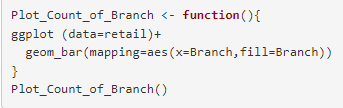 Plot_Count_of_Branch <- function(){
ggplot (data=retail)+
  geom_bar(mapping=aes(x=Branch,fill=Branch))
}
Plot_Count_of_Branch()